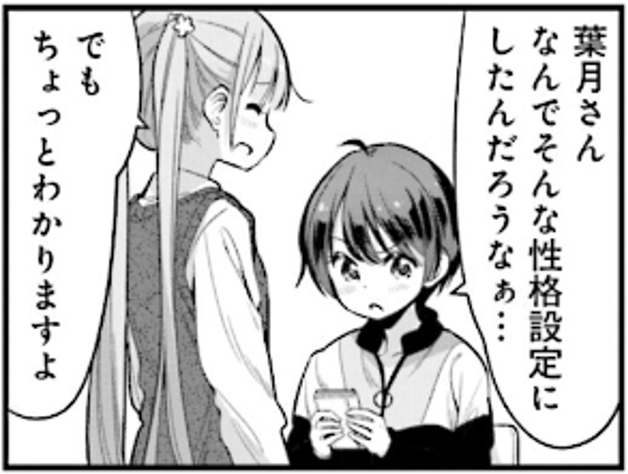 葉月さん
なんでそんな性格設定に
したんだろうなぁ…
でも
ちょっとわかりますよ